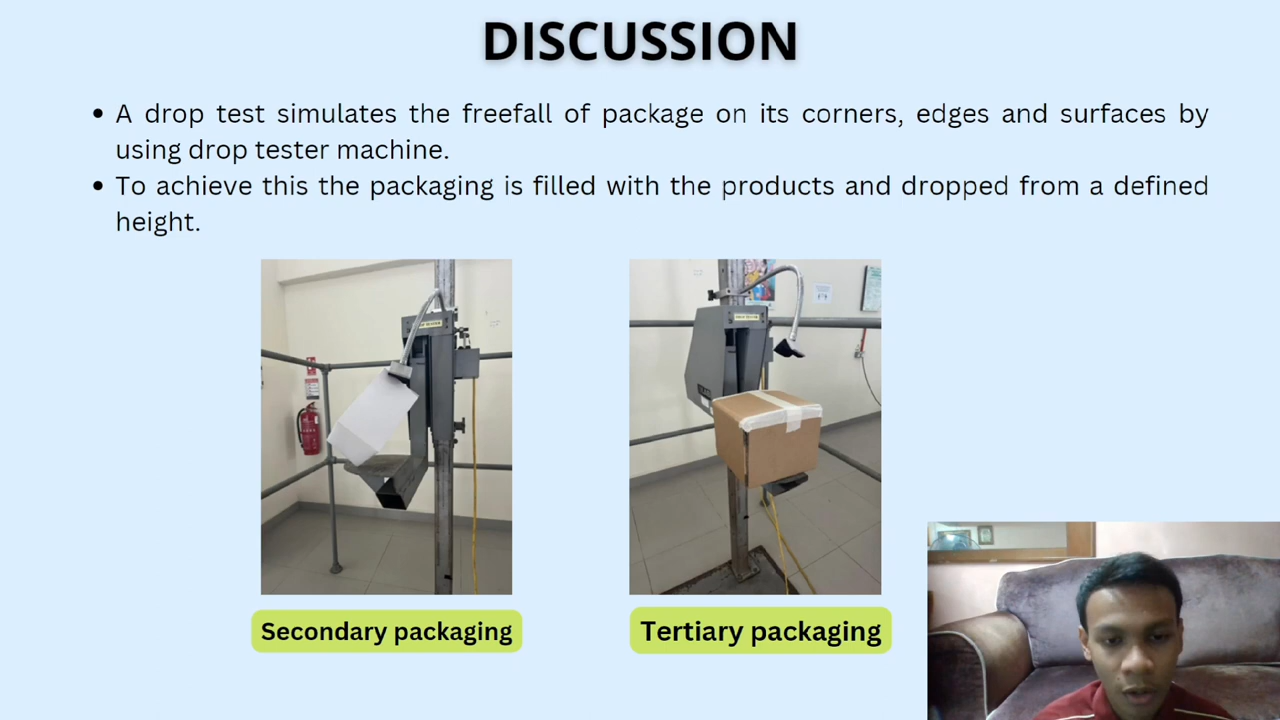 DISCUSSION
• A drop test simulates the freefall of package on its corners, edges and surfaces by
using drop tester machine.
• To achieve this the packaging is filled with the products and dropped from a defined
height.
Secondary packaging
Tertiary packaging